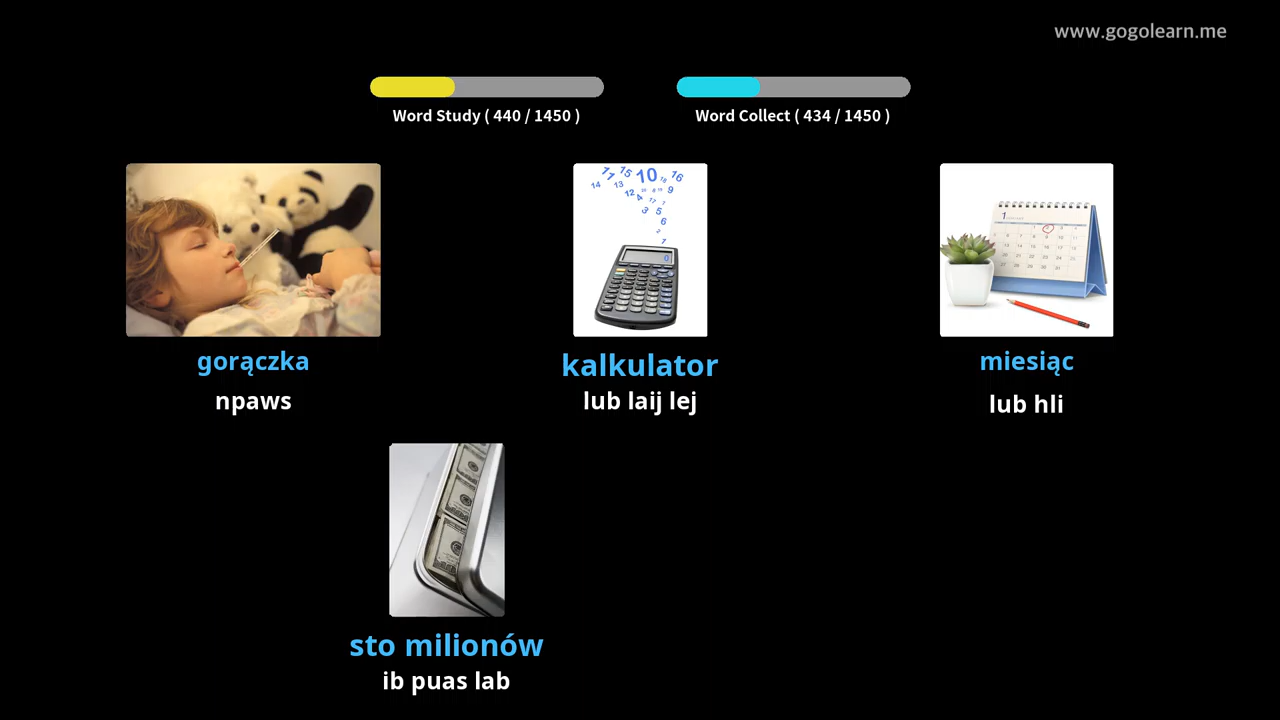 www.gogolearn.me
Word Study ( 440 / 1450 )
Word Collect ( 434 / 1450 )
gorączka
npaws
kalkulator
lub laij lej
miesiąc
lub hli
sto milionów
ib puas lab